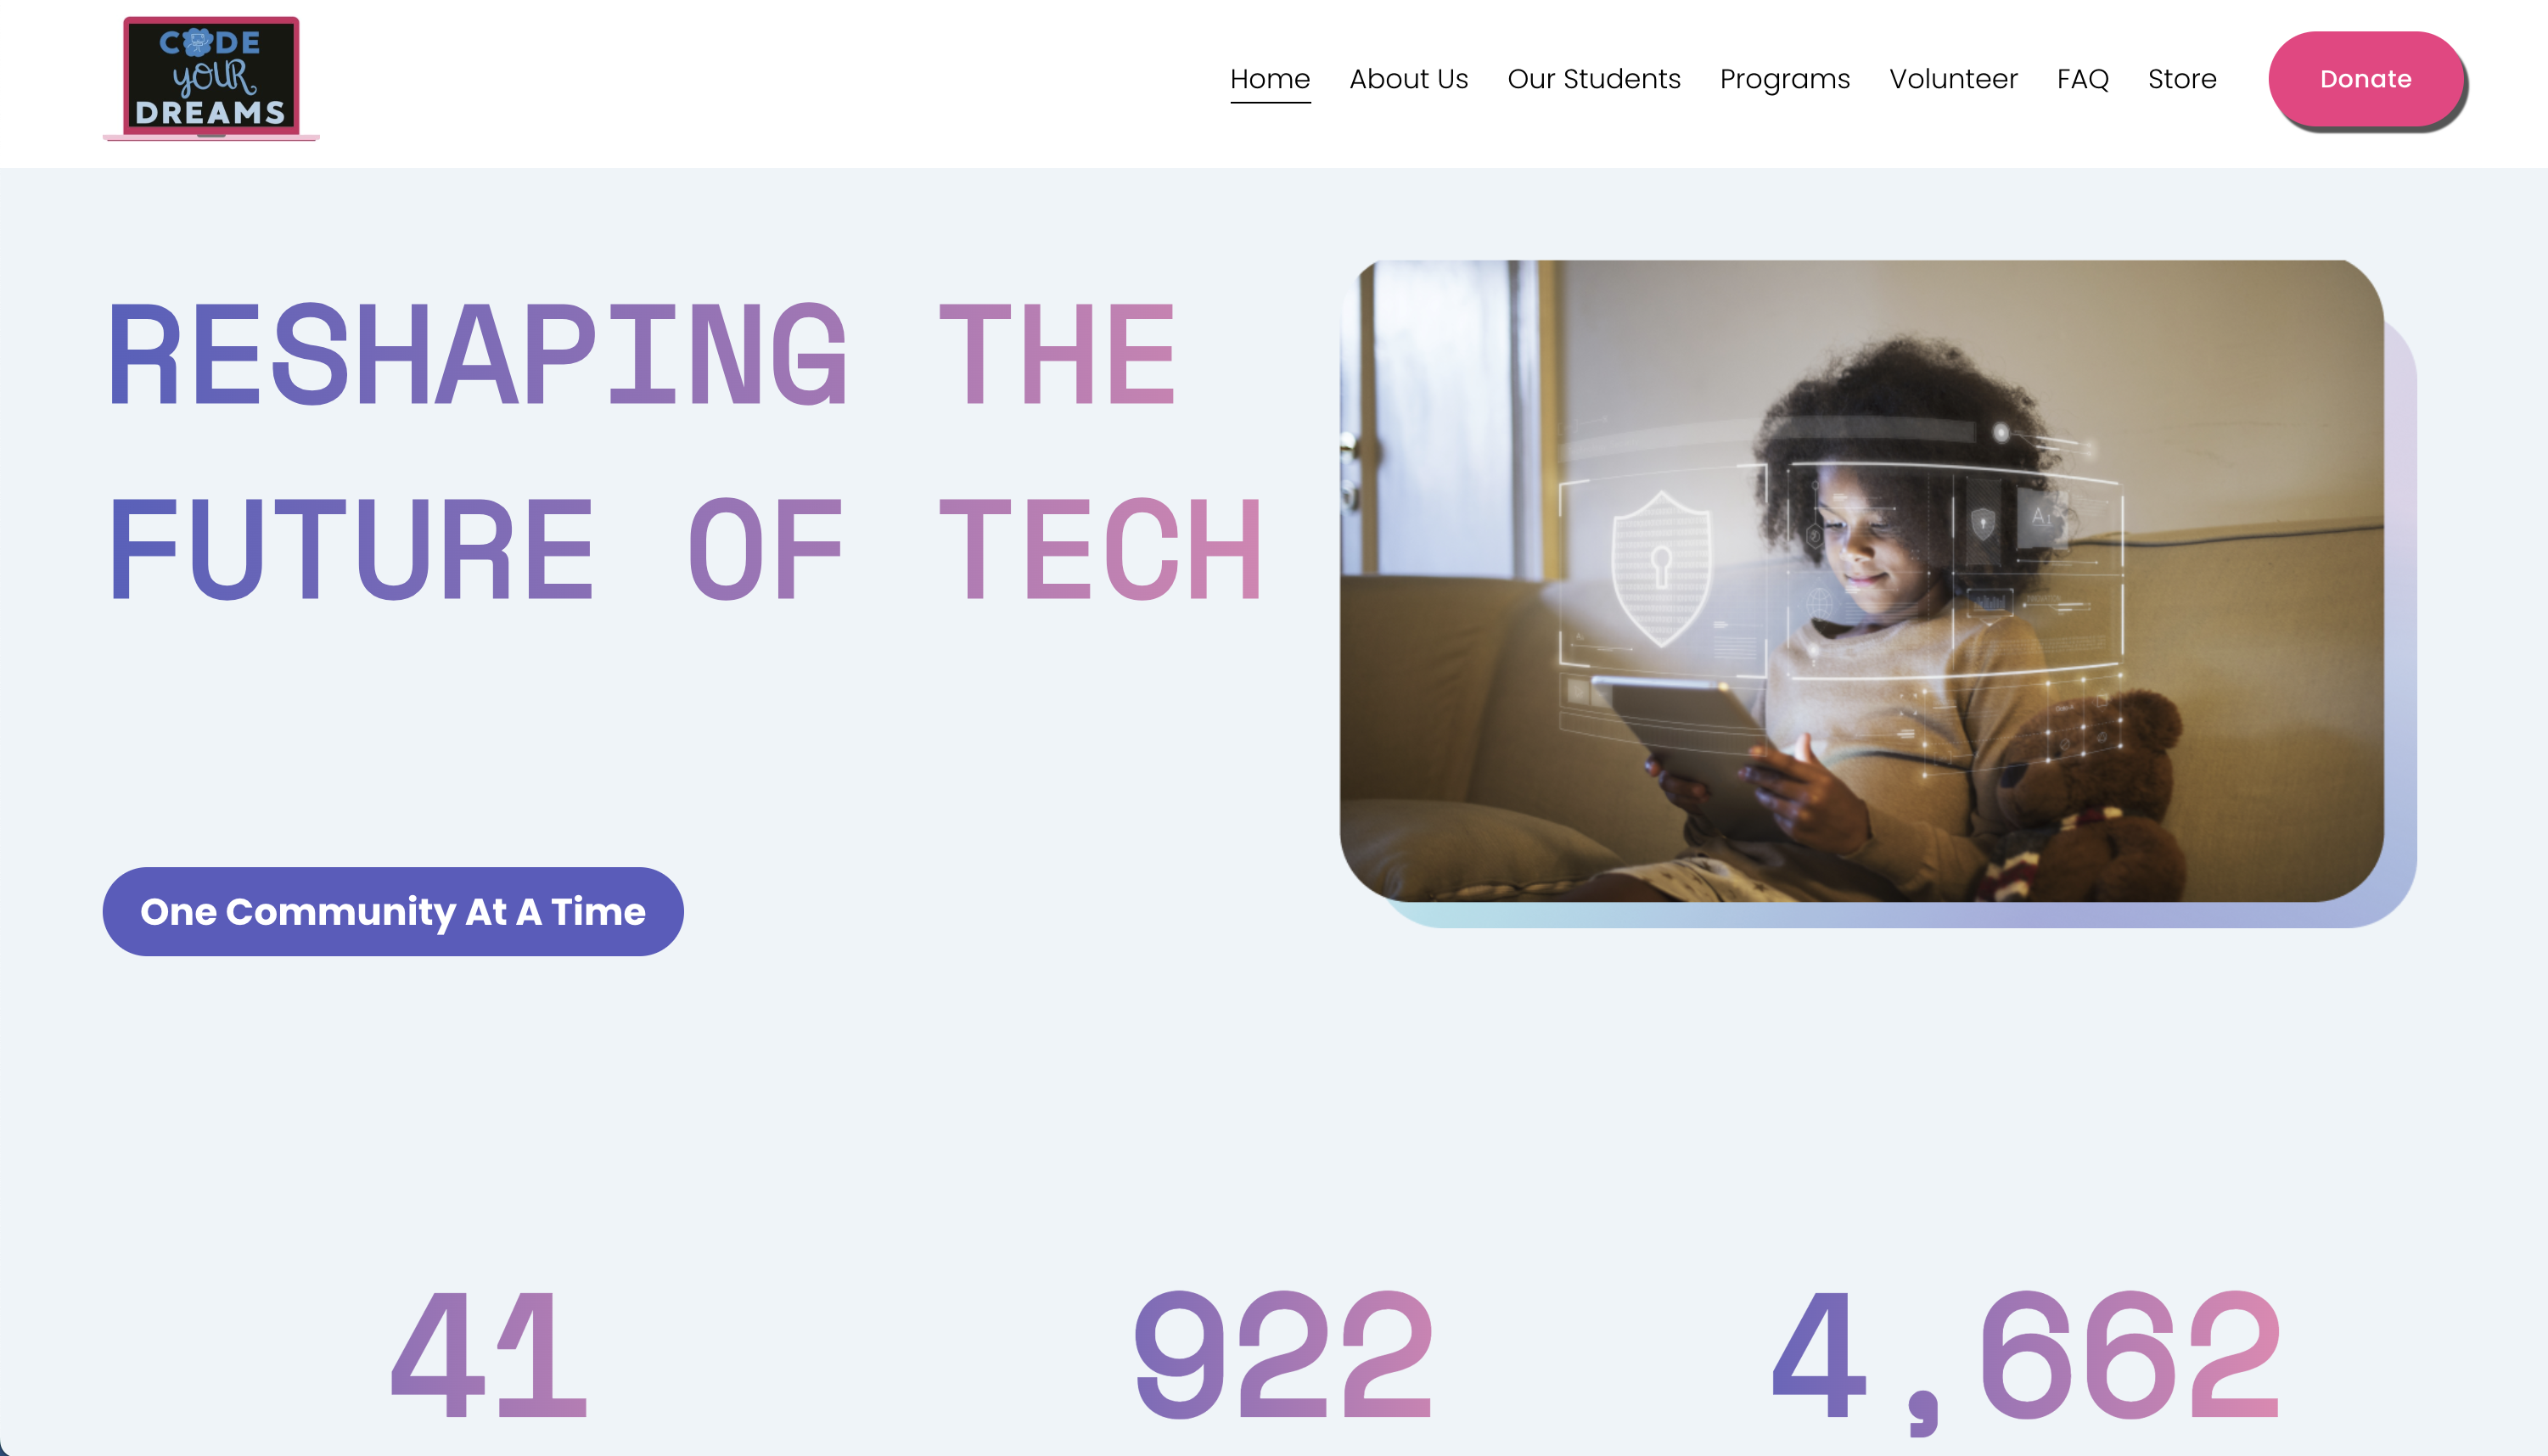 CODE
your
DREAMS
Home About Us Our Students Programs Volunteer FAQ Store Donate
RESHAPING THE
FUTURE OF TECH
One Community At A Time
41 922 4,662